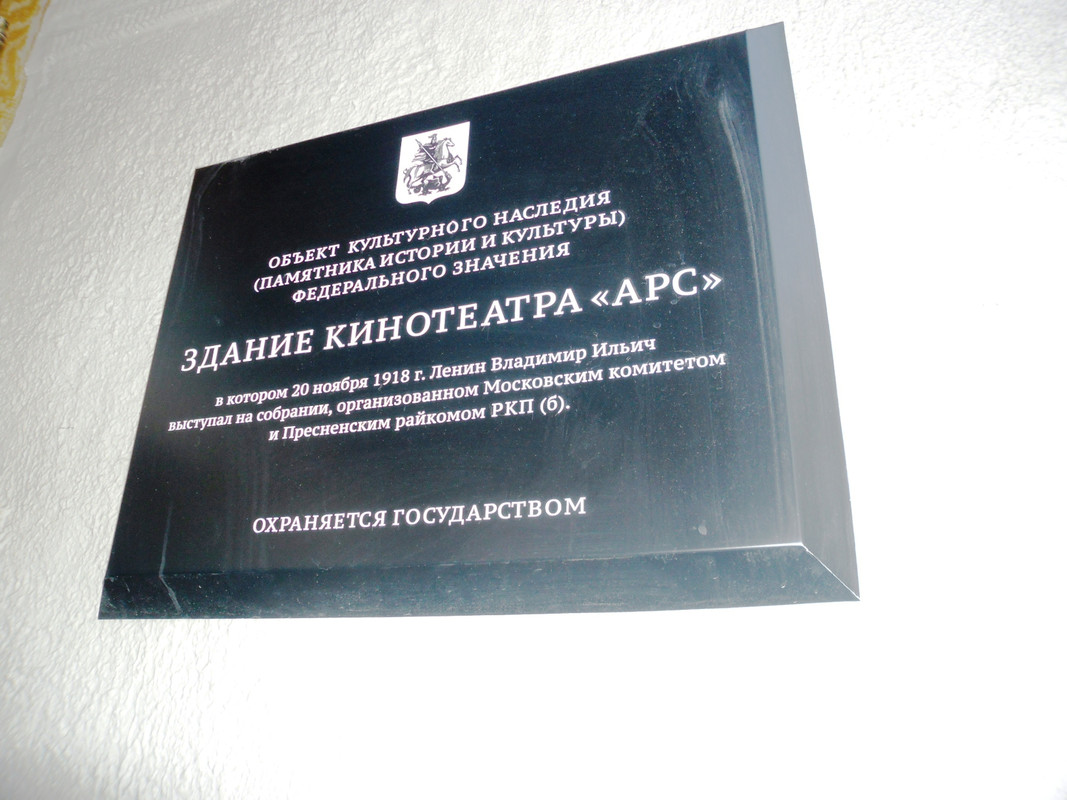 ОБЪЕКТ КУЛЬТУРНОГО НАСЛЕДИЯ
(ПАМЯТНИКА ИСТОРИИ И КУЛЬТУРЫ)
ФЕДЕРАЛЬНОГО ЗНАЧЕНИЯ
ЗДАНИЕ КИНОТЕАТРА «АРС»
в котором 20 ноября 1918 г. Ленин Владимир Ильич
выступал на собрании, организованном Московским комитетом
и Пресненским райкомом РКП (б).
ОХРАНЯЕТСЯ ГОСУДАРСТВОМ